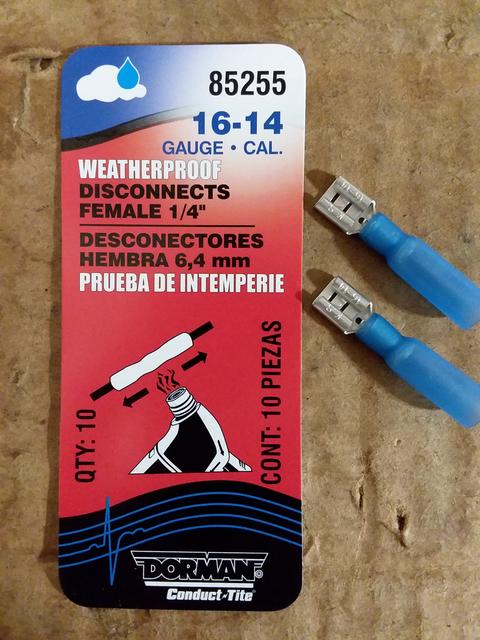 85255
16-14
GAUGE • CAL.
WEATHERPROOF
DISCONNECTS
FEMALE 1/4"
DESCONECTORES
HEMBRA 6,4 mm
PRUEBA DE INTEMPERIE
QTY: 10
CONT: 10 PIEZAS
DORMAN®
Conduct-Tite®